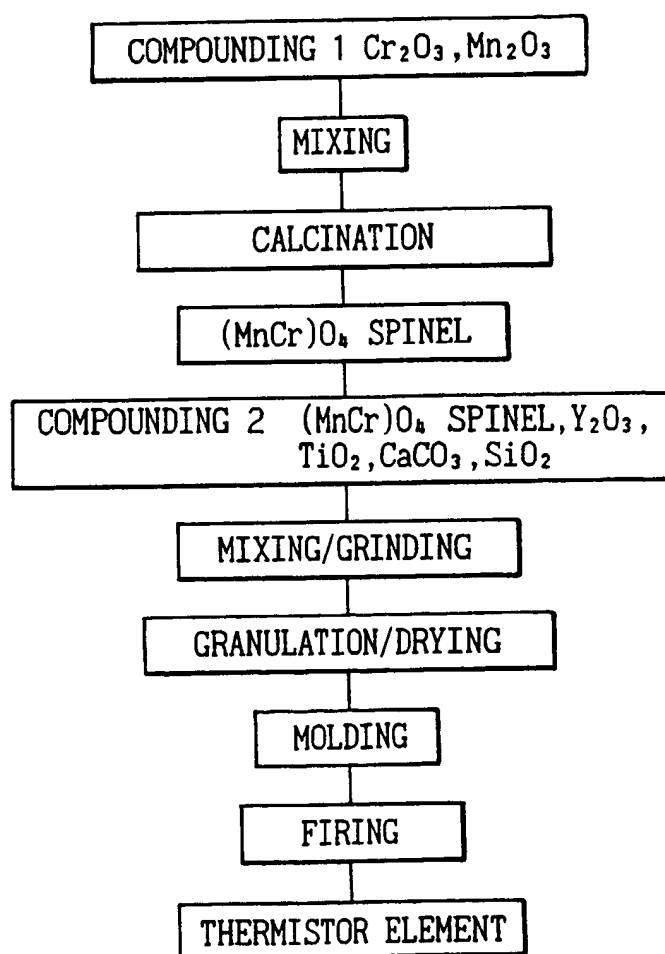 COMPOUNDING 1 Cr₂O₃,Mn₂O₃
MIXING
CALCINATION
(MnCr)O₄ SPINEL
COMPOUNDING 2 (MnCr)O₄ SPINEL,Y₂O₃,
TiO₂,CaCO₃,SiO₂
MIXING/GRINDING
GRANULATION/DRYING
MOLDING
FIRING
THERMISTOR ELEMENT